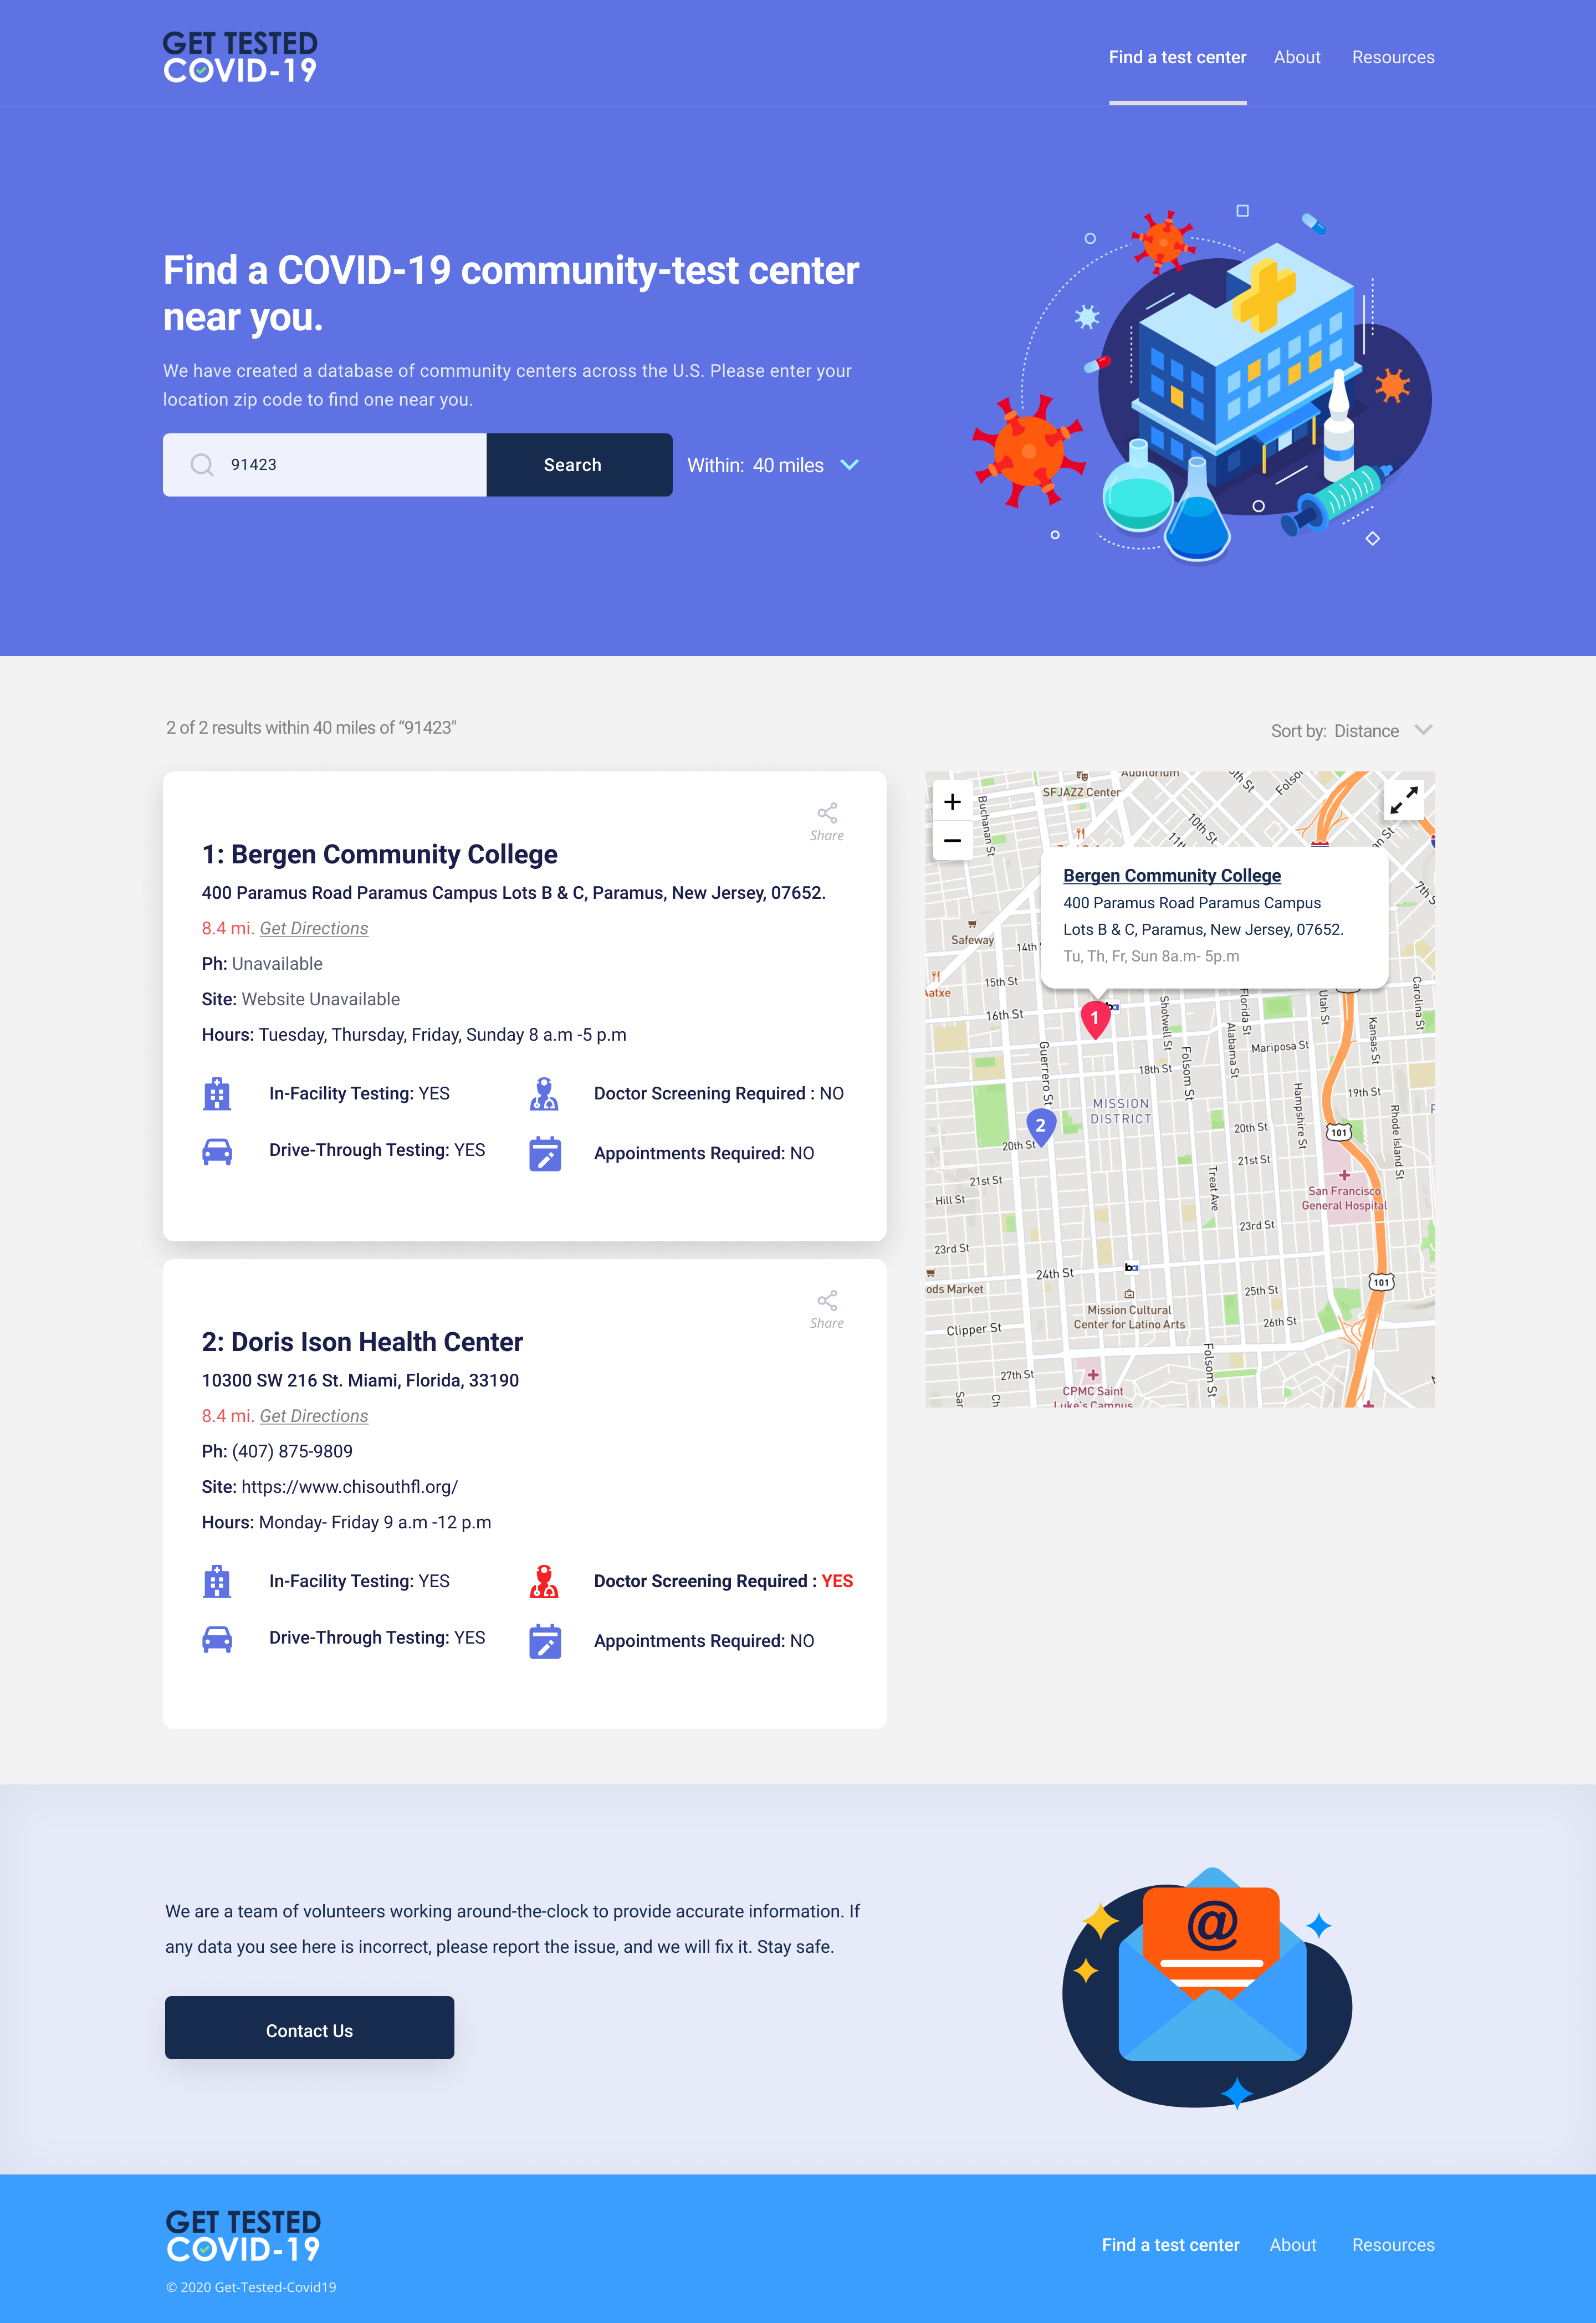 GET TESTED
COVID-19
Find a test center
About
Resources
Find a COVID-19 community-test center
near you.
We have created a database of community centers across the U.S. Please enter your
location zip code to find one near you.
91423
Search
Within: 40 miles
2 of 2 results within 40 miles of “91423"
Sort by: Distance
Share
1: Bergen Community College
400 Paramus Road Paramus Campus Lots B & C, Paramus, New Jersey, 07652.
8.4 mi. Get Directions
Ph: Unavailable
Site: Website Unavailable
Hours: Tuesday, Thursday, Friday, Sunday 8 a.m -5 p.m
In-Facility Testing: YES
Doctor Screening Required : NO
Drive-Through Testing: YES
Appointments Required: NO
Share
2: Doris Ison Health Center
10300 SW 216 St. Miami, Florida, 33190
8.4 mi. Get Directions
Ph: (407) 875-9809
Site: https://www.chisouthfl.org/
Hours: Monday- Friday 9 a.m -12 p.m
In-Facility Testing: YES
Doctor Screening Required : YES
Drive-Through Testing: YES
Appointments Required: NO
Auditorium
SFJAZZ Center
Buchanan St
10th St
Bergen Community College
400 Paramus Road Paramus Campus
Lots B & C, Paramus, New Jersey, 07652.
Tu, Th, Fr, Sun 8a.m- 5p.m
Safeway
14th
15th St
16th St
1
Guerrero St
Shotwell St
Folsom St
Florida St
Alabama St
Utah St
Kansas St
Carolina St
Mariposa St
18th St
19th St
Hampshire St
Rhode Island St
MISSION
DISTRICT
2
20th St
20th St
101
21st St
21st St
Treat Ave
Hill St
San Francisco
General Hospital
23rd St
23rd St
24th St
101
ods Market
25th St
Mission Cultural
Center for Latino Arts
26th St
Clipper St
Folsom St
27th St
CPMC Saint
Luke's Campus
We are a team of volunteers working around-the-clock to provide accurate information. If
any data you see here is incorrect, please report the issue, and we will fix it. Stay safe.
Contact Us
@
GET TESTED
COVID-19
© 2020 Get-Tested-Covid19
Find a test center
About
Resources